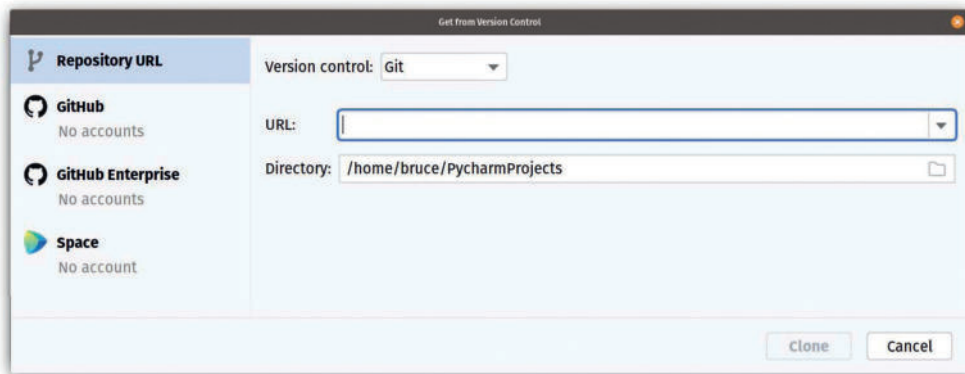 Get from Version Control
Repository URL
Version control: Git
GitHub
No accounts
URL:
GitHub Enterprise
No accounts
Directory: /home/bruce/PycharmProjects
Space
No account
Clone Cancel